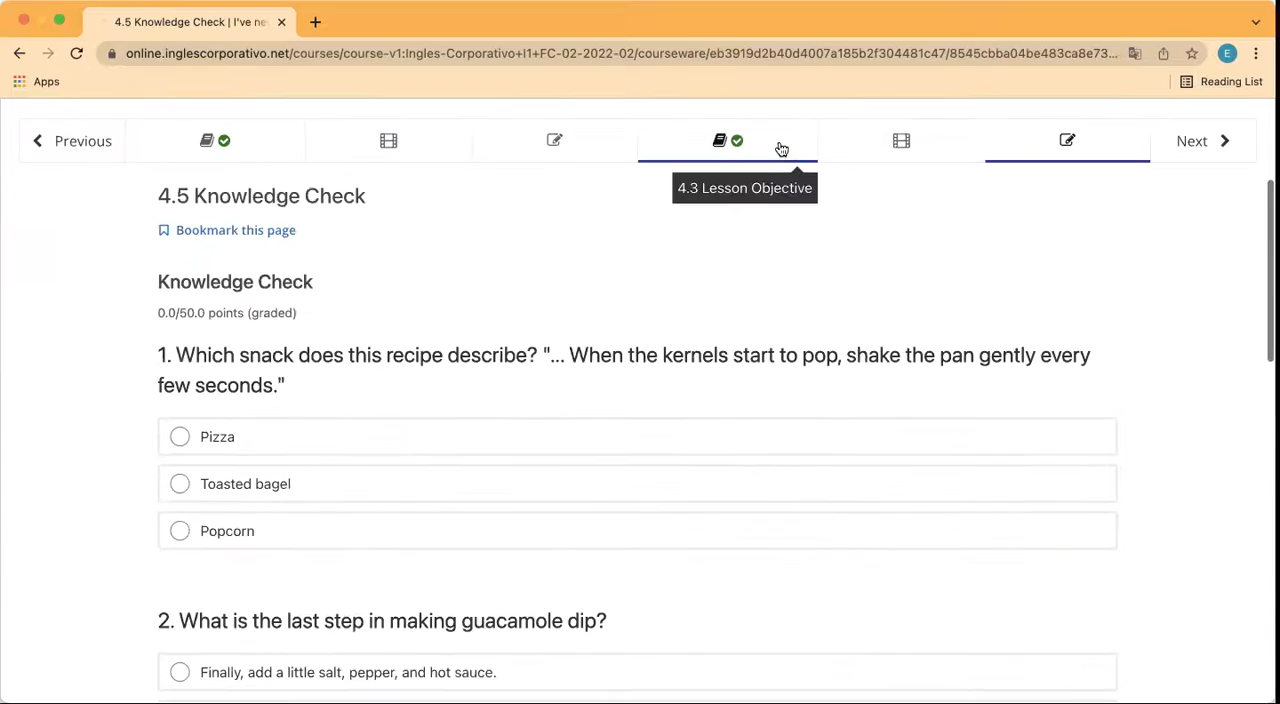 4.5 Knowledge Check | I've ne
online.inglescorporativo.net/courses/course-v1:Ingles-Corporativo+I1+FC-02-2022-02/courseware/eb3919d2b40d4007a185b2f304481c47/8545cbba04be483ca8e73...
E
Apps
Reading List
Previous
Next
4.3 Lesson Objective
4.5 Knowledge Check
Bookmark this page
Knowledge Check
0.0/50.0 points (graded)
1. Which snack does this recipe describe? "... When the kernels start to pop, shake the pan gently every
few seconds."
Pizza
Toasted bagel
Popcorn
2. What is the last step in making guacamole dip?
Finally, add a little salt, pepper, and hot sauce.